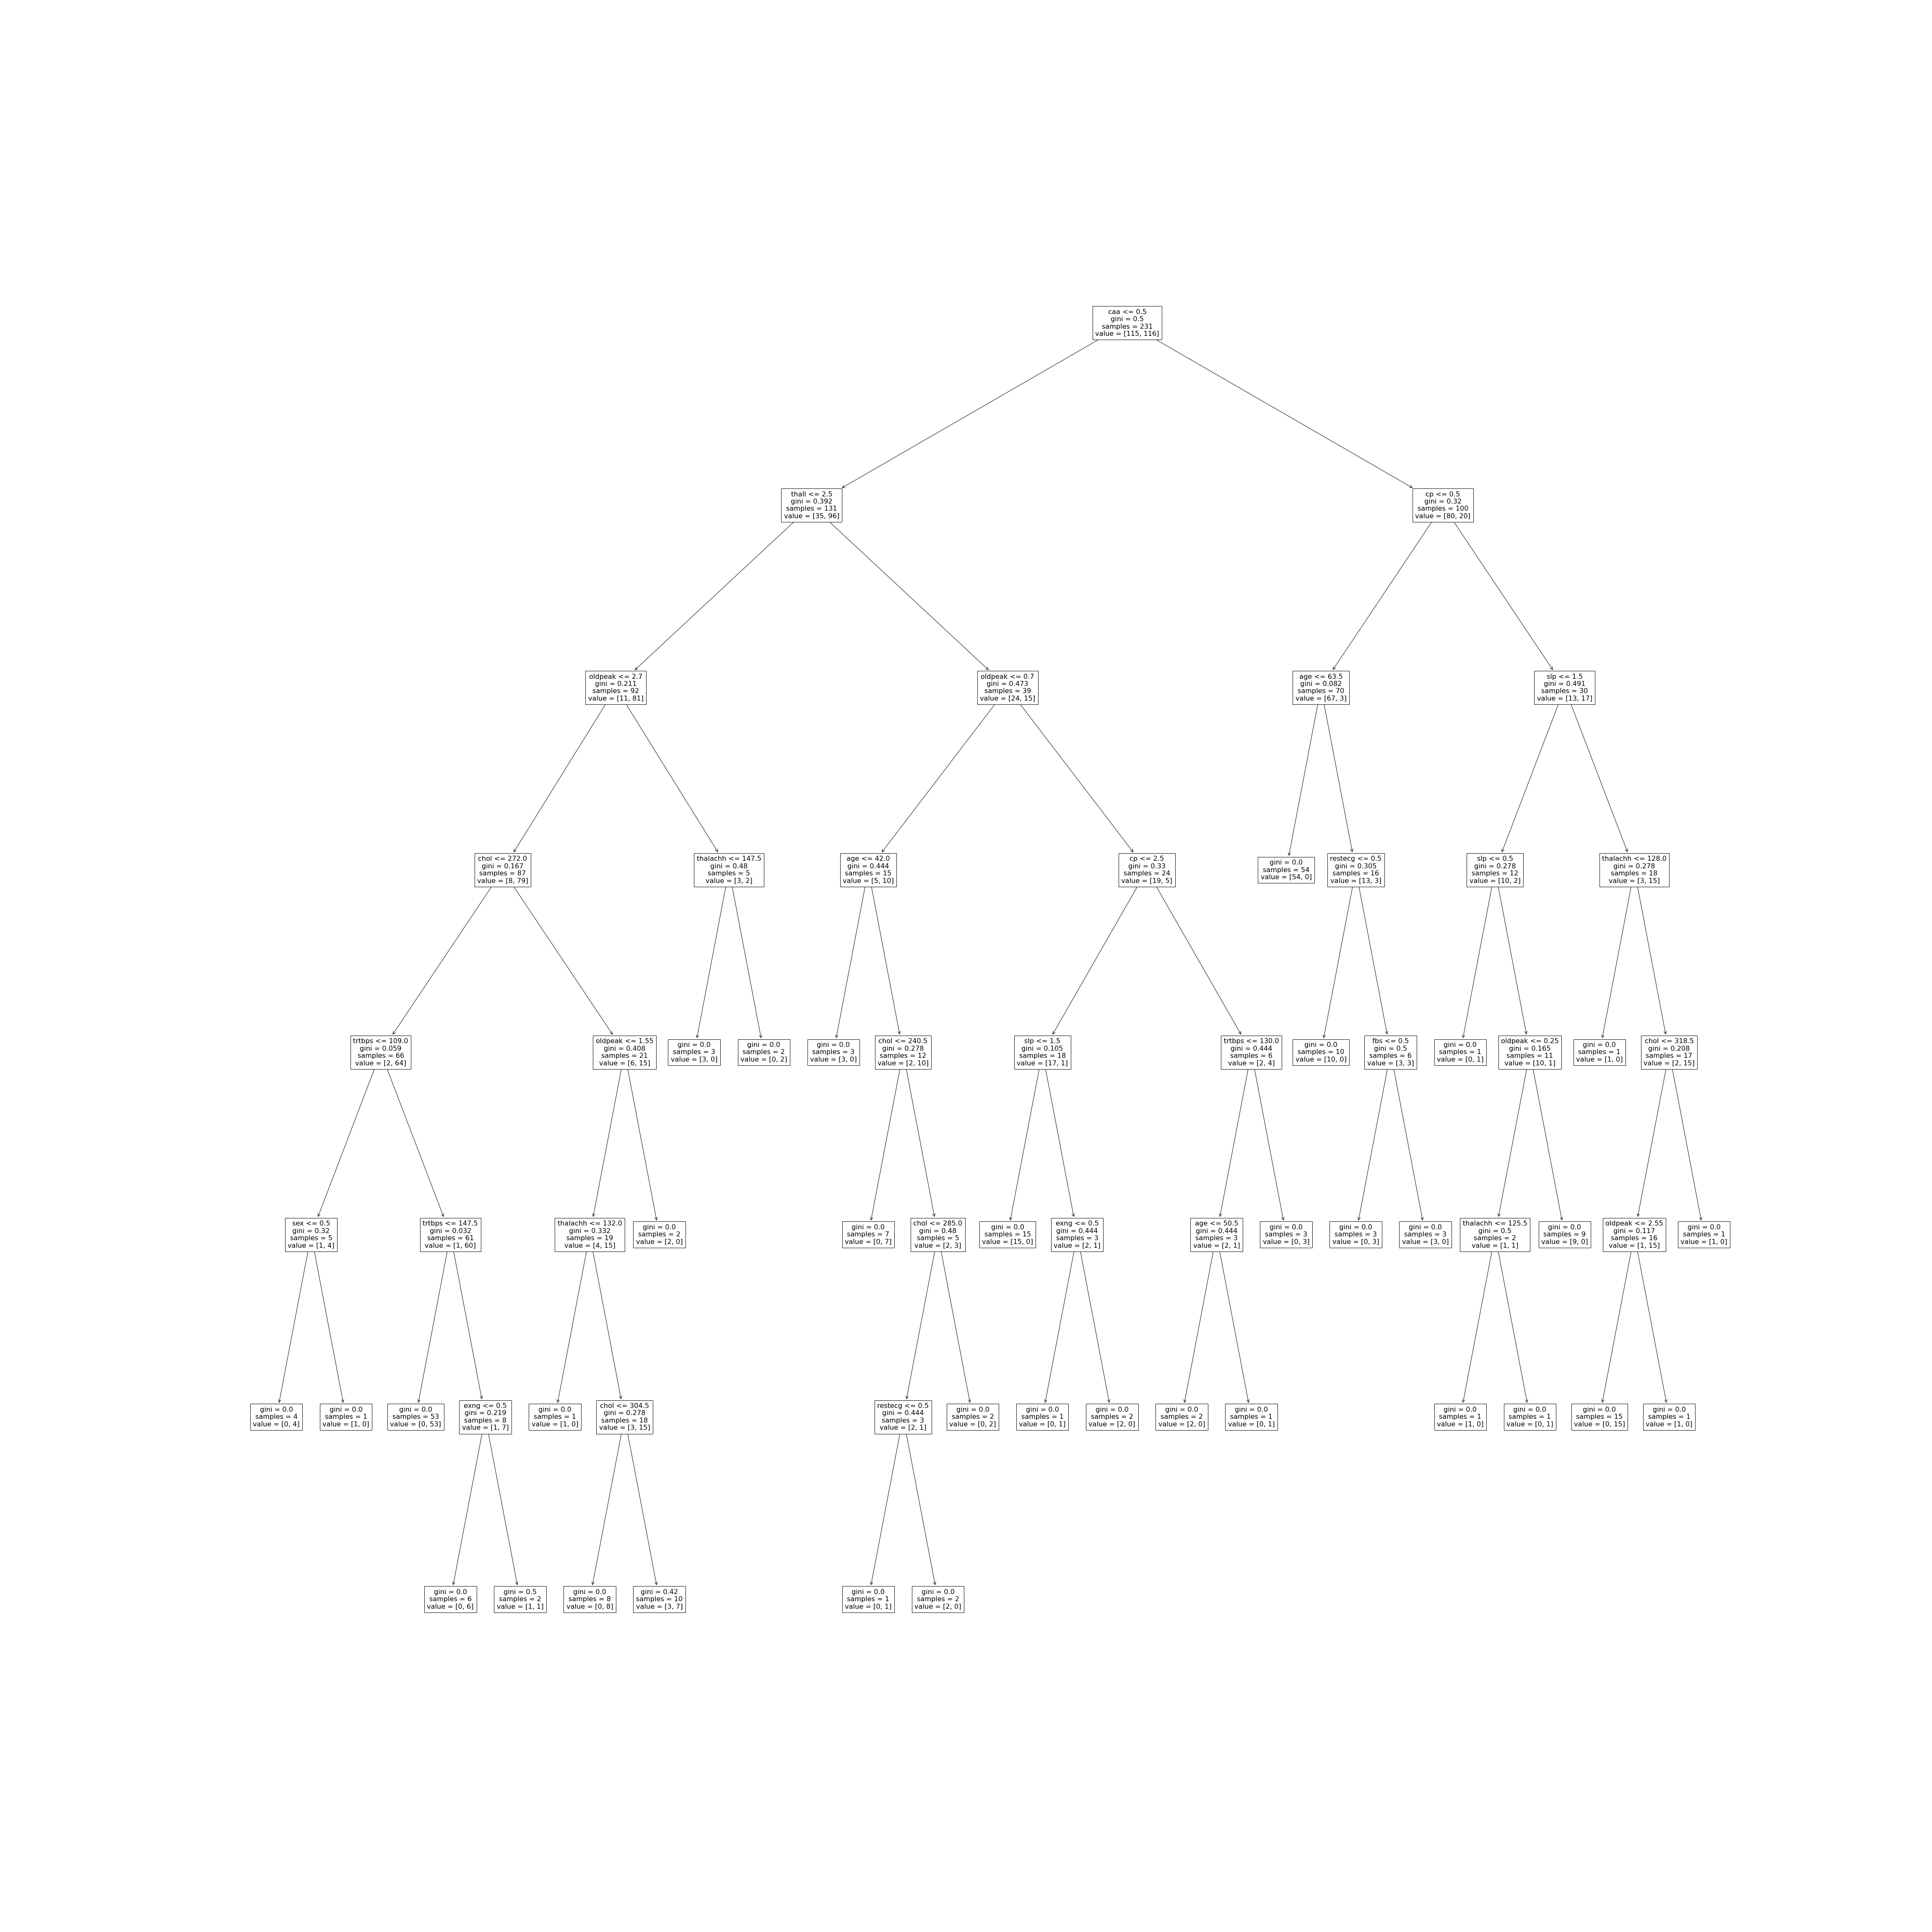 caa <= 0.5
gini = 0.5
samples = 231
value = [115, 116]
thall <= 2.5
gini = 0.392
samples = 131
value = [35, 96]
cp <= 0.5
gini = 0.32
samples = 100
value = [80, 20]
oldpeak <= 2.7
gini = 0.211
samples = 92
value = [11, 81]
oldpeak <= 0.7
gini = 0.473
samples = 39
value = [24, 15]
age <= 63.5
gini = 0.082
samples = 70
value = [67, 3]
slp <= 1.5
gini = 0.491
samples = 30
value = [13, 17]
chol <= 272.0
gini = 0.167
samples = 87
value = [8, 79]
thalachh <= 147.5
gini = 0.48
samples = 5
value = [3, 2]
age <= 42.0
gini = 0.444
samples = 15
value = [5, 10]
cp <= 2.5
gini = 0.33
samples = 24
value = [19, 5]
gini = 0.0
samples = 54
value = [54, 0]
restecg <= 0.5
gini = 0.305
samples = 16
value = [13, 3]
slp <= 0.5
gini = 0.278
samples = 12
value = [10, 2]
thalachh <= 128.0
gini = 0.278
samples = 18
value = [3, 15]
trtbps <= 109.0
gini = 0.059
samples = 66
value = [2, 64]
oldpeak <= 1.55
gini = 0.408
samples = 21
value = [6, 15]
gini = 0.0
samples = 3
value = [3, 0]
gini = 0.0
samples = 2
value = [0, 2]
gini = 0.0
samples = 3
value = [3, 0]
chol <= 240.5
gini = 0.278
samples = 12
value = [2, 10]
slp <= 1.5
gini = 0.105
samples = 18
value = [17, 1]
trtbps <= 130.0
gini = 0.444
samples = 6
value = [2, 4]
gini = 0.0
samples = 10
value = [10, 0]
fbs <= 0.5
gini = 0.5
samples = 6
value = [3, 3]
gini = 0.0
samples = 1
value = [0, 1]
oldpeak <= 0.25
gini = 0.165
samples = 11
value = [10, 1]
gini = 0.0
samples = 1
value = [1, 0]
chol <= 318.5
gini = 0.208
samples = 17
value = [2, 15]
sex <= 0.5
gini = 0.32
samples = 5
value = [1, 4]
trtbps <= 147.5
gini = 0.032
samples = 61
value = [1, 60]
thalachh <= 132.0
gini = 0.332
samples = 19
value = [4, 15]
gini = 0.0
samples = 2
value = [2, 0]
gini = 0.0
samples = 7
value = [0, 7]
chol <= 285.0
gini = 0.48
samples = 5
value = [2, 3]
gini = 0.0
samples = 15
value = [15, 0]
exng <= 0.5
gini = 0.444
samples = 3
value = [2, 1]
age <= 50.5
gini = 0.444
samples = 3
value = [2, 1]
gini = 0.0
samples = 3
value = [0, 3]
gini = 0.0
samples = 3
value = [0, 3]
gini = 0.0
samples = 3
value = [3, 0]
thalachh <= 125.5
gini = 0.5
samples = 2
value = [1, 1]
gini = 0.0
samples = 9
value = [9, 0]
oldpeak <= 2.55
gini = 0.117
samples = 16
value = [1, 15]
gini = 0.0
samples = 1
value = [1, 0]
gini = 0.0
samples = 4
value = [0, 4]
gini = 0.0
samples = 1
value = [1, 0]
gini = 0.0
samples = 53
value = [0, 53]
exng <= 0.5
gini = 0.219
samples = 8
value = [1, 7]
gini = 0.0
samples = 1
value = [1, 0]
chol <= 304.5
gini = 0.278
samples = 18
value = [3, 15]
restecg <= 0.5
gini = 0.444
samples = 3
value = [2, 1]
gini = 0.0
samples = 2
value = [0, 2]
gini = 0.0
samples = 1
value = [0, 1]
gini = 0.0
samples = 2
value = [2, 0]
gini = 0.0
samples = 2
value = [2, 0]
gini = 0.0
samples = 1
value = [0, 1]
gini = 0.0
samples = 1
value = [1, 0]
gini = 0.0
samples = 1
value = [0, 1]
gini = 0.0
samples = 15
value = [0, 15]
gini = 0.0
samples = 1
value = [1, 0]
gini = 0.0
samples = 6
value = [0, 6]
gini = 0.5
samples = 2
value = [1, 1]
gini = 0.0
samples = 8
value = [0, 8]
gini = 0.42
samples = 10
value = [3, 7]
gini = 0.0
samples = 1
value = [0, 1]
gini = 0.0
samples = 2
value = [2, 0]